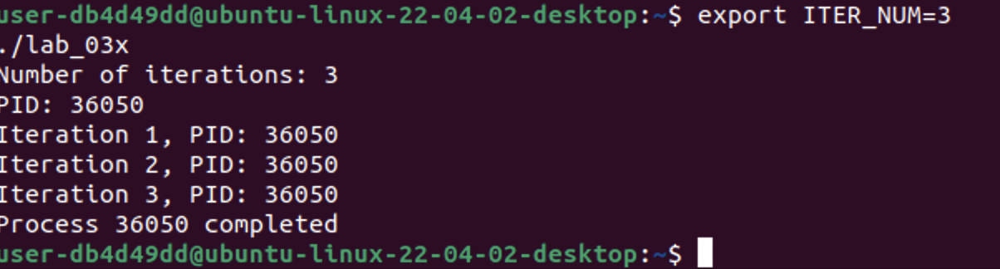 user-db4d49dd@ubuntu-linux-22-04-02-desktop:~$ export ITER_NUM=3
./lab_03x
Number of iterations: 3
PID: 36050
Iteration 1, PID: 36050
Iteration 2, PID: 36050
Iteration 3, PID: 36050
Process 36050 completed
user-db4d49dd@ubuntu-linux-22-04-02-desktop:~$